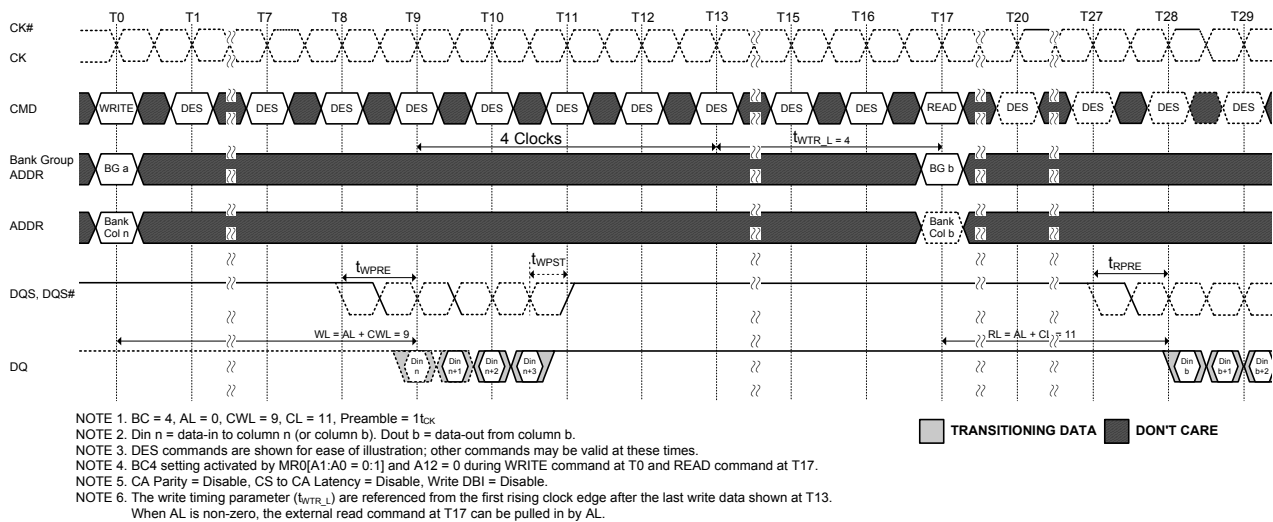 T0 T1 T7 T8 T9 T10 T11 T12 T13 T15 T16 T17 T20 T27 T28 T29
CK#
CK
CMD WRITE DES DES DES DES DES DES DES DES DES DES READ DES DES DES DES
4 Clocks tWTR_L = 4
Bank Group
ADDR
BG a BG b
ADDR
Bank
Col n
Bank
Col b
tWPRE tWPST tRPRE
DQS, DQS#
WL = AL + CWL = 9 RL = AL + CL = 11
DQ
Din
n
Din
n+1
Din
n+2
Din
n+3
Din
b
Din
b+1
Din
b+2
NOTE 1. BC = 4, AL = 0, CWL = 9, CL = 11, Preamble = 1tCK
NOTE 2. Din n = data-in to column n (or column b). Dout b = data-out from column b.
NOTE 3. DES commands are shown for ease of illustration; other commands may be valid at these times.
NOTE 4. BC4 setting activated by MR0[A1:A0 = 0:1] and A12 = 0 during WRITE command at T0 and READ command at T17.
NOTE 5. CA Parity = Disable, CS to CA Latency = Disable, Write DBI = Disable.
NOTE 6. The write timing parameter (tWTR_L) are referenced from the first rising clock edge after the last write data shown at T13.
When AL is non-zero, the external read command at T17 can be pulled in by AL.
TRANSITIONING DATA DON'T CARE